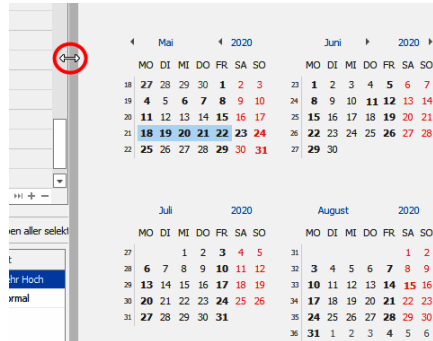 Mai 2020
MO DI MI DO FR SA SO
18 27 28 29 30 1 2 3
19 4 5 6 7 8 9 10
20 11 12 13 14 15 16 17
21 18 19 20 21 22 23 24
22 25 26 27 28 29 30 31
Juni 2020
MO DI MI DO FR SA SO
23 1 2 3 4 5 6 7
24 8 9 10 11 12 13 14
25 15 16 17 18 19 20 21
26 22 23 24 25 26 27 28
27 29 30
en aller selekt
t
ehr Hoch
ormal
Juli 2020
MO DI MI DO FR SA SO
27 1 2 3 4 5
28 6 7 8 9 10 11 12
29 13 14 15 16 17 18 19
30 20 21 22 23 24 25 26
31 27 28 29 30 31
August 2020
MO DI MI DO FR SA SO
31 1 2
32 3 4 5 6 7 8 9
33 10 11 12 13 14 15 16
34 17 18 19 20 21 22 23
35 24 25 26 27 28 29 30
36 31 1 2 3 4 5 6